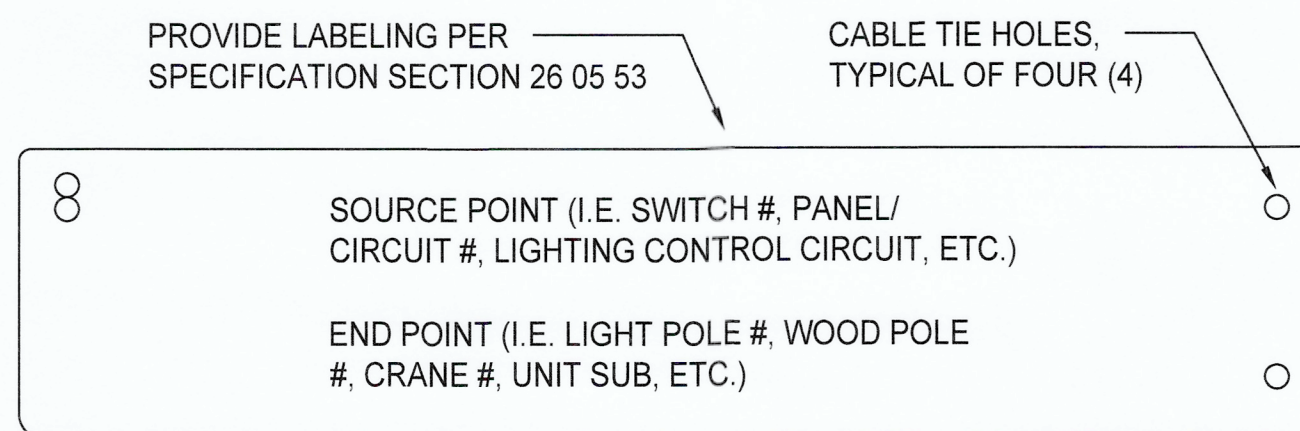 PROVIDE LABELING PER
SPECIFICATION SECTION 26 05 53
CABLE TIE HOLES,
TYPICAL OF FOUR (4)
SOURCE POINT (I.E. SWITCH #, PANEL/
CIRCUIT #, LIGHTING CONTROL CIRCUIT, ETC.)
END POINT (I.E. LIGHT POLE #, WOOD POLE
#, CRANE #, UNIT SUB, ETC.)